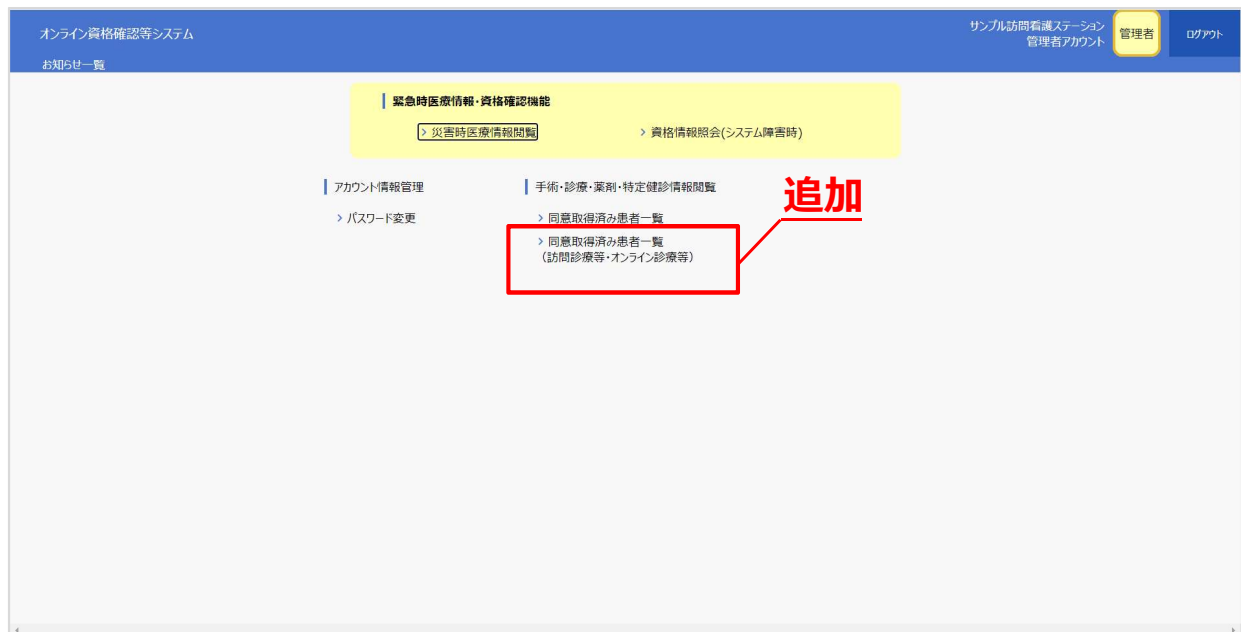 オンライン資格確認等システム
サンプル訪問看護ステーション
管理者アカウント
管理者
ログアウト
お知らせ一覧
緊急時医療情報・資格確認機能
> 災害時医療情報閲覧
> 資格情報照会(システム障害時)
アカウント情報管理
> パスワード変更
手術・診療・薬剤・特定健診情報閲覧
> 同意取得済み患者一覧
> 同意取得済み患者一覧
(訪問診療等・オンライン診療等)
追加